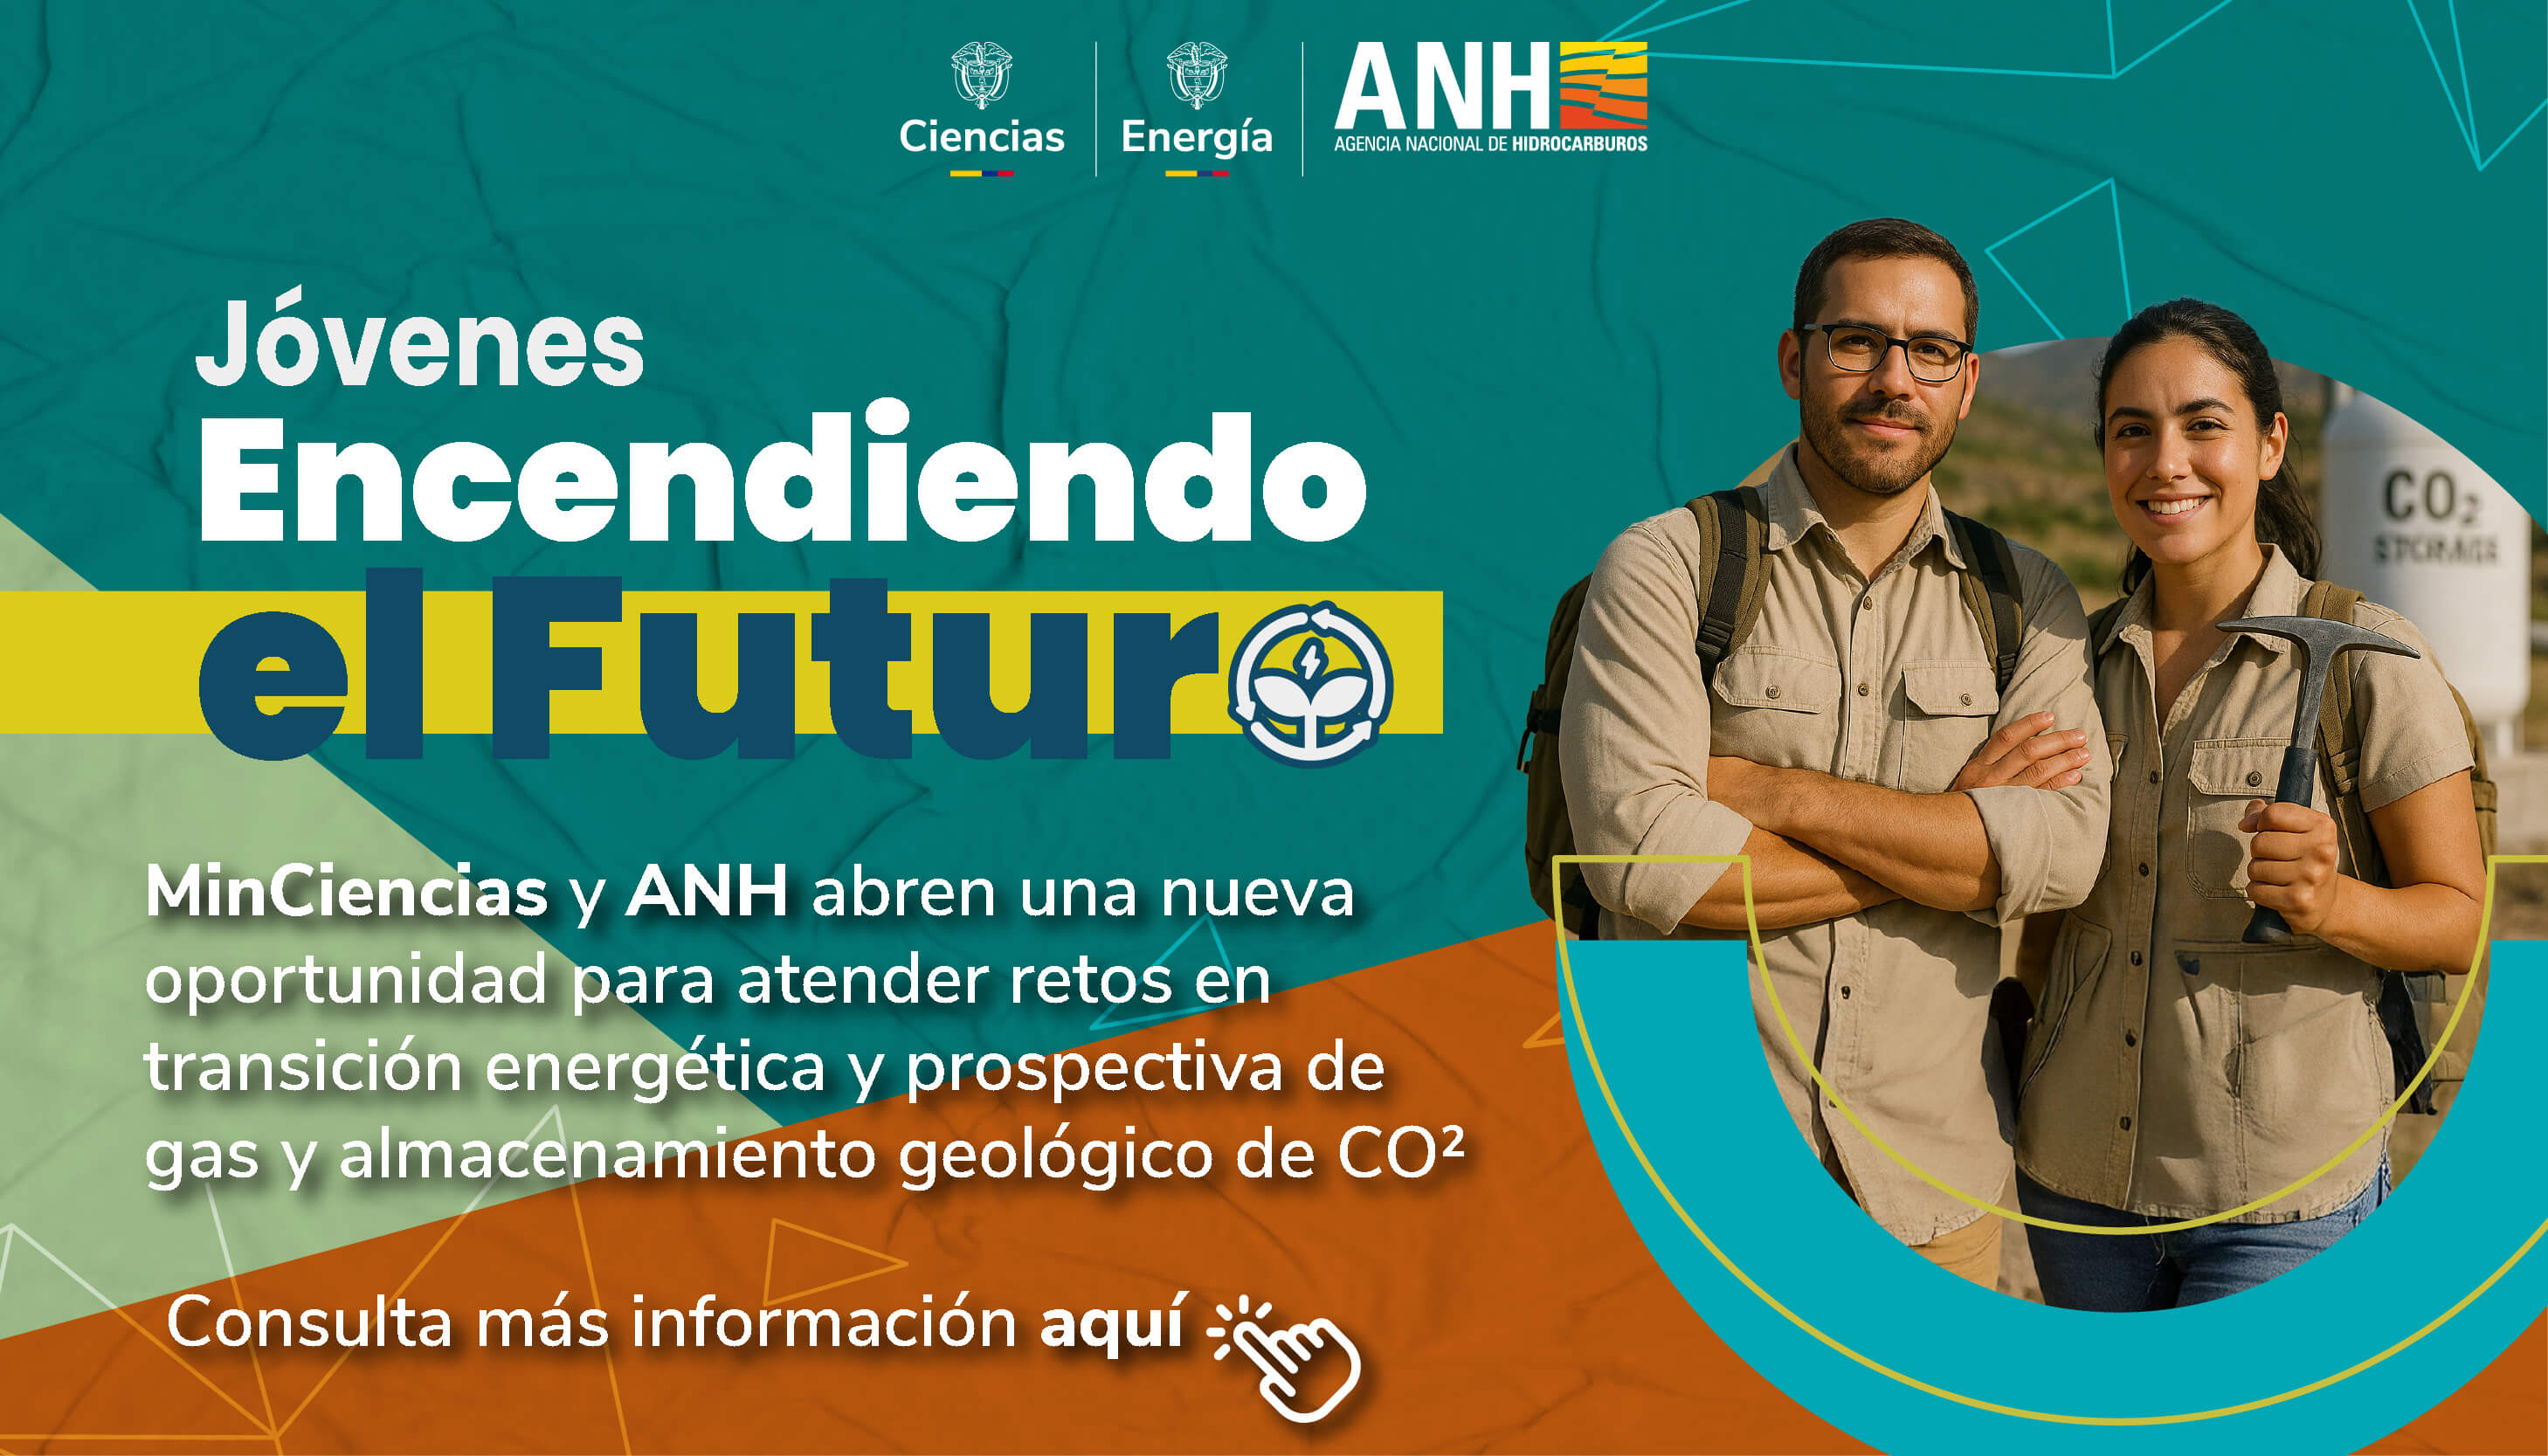 Ciencias
Energía
ANH
AGENCIA NACIONAL DE HIDROCARBUROS
Jóvenes
Encendiendo
el Futuro
MinCiencias y ANH abren una nueva
oportunidad para atender retos en
transición energética y prospectiva de
gas y almacenamiento geológico de CO²
Consulta más información aquí
CO₂
STORAGE